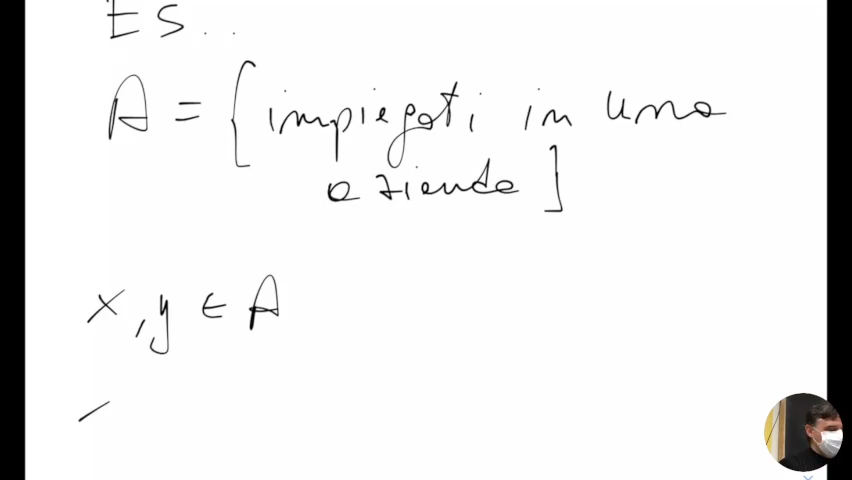 ES..
A = { impiegati in una
azienda ]
x, y ∈ A